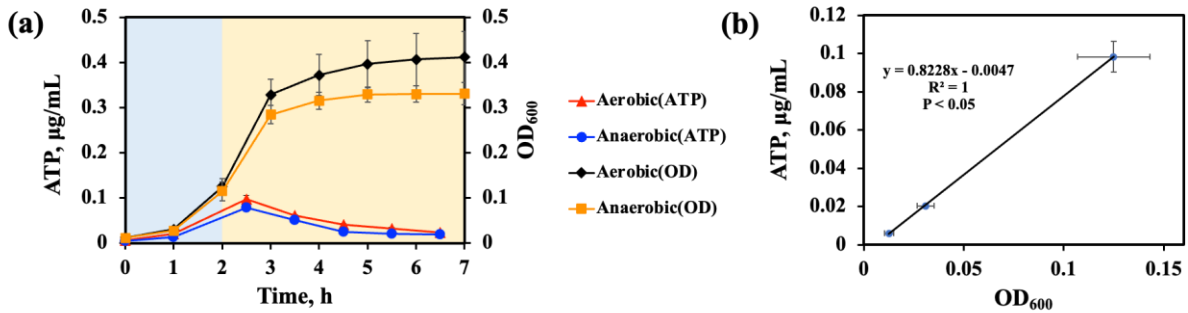 (a)
ATP, µg/mL
0.5
0.4
0.3
0.2
0.1
0
0.5
0.4
0.3
0.2
0.1
0
OD600
0 1 2 3 4 5 6 7
Time, h
Aerobic(ATP)
Anaerobic(ATP)
Aerobic(OD)
Anaerobic(OD)
(b)
ATP, µg/mL
0.12
0.1
0.08
0.06
0.04
0.02
0
y = 0.8228x - 0.0047
R² = 1
P < 0.05
0 0.05 0.1 0.15
OD600